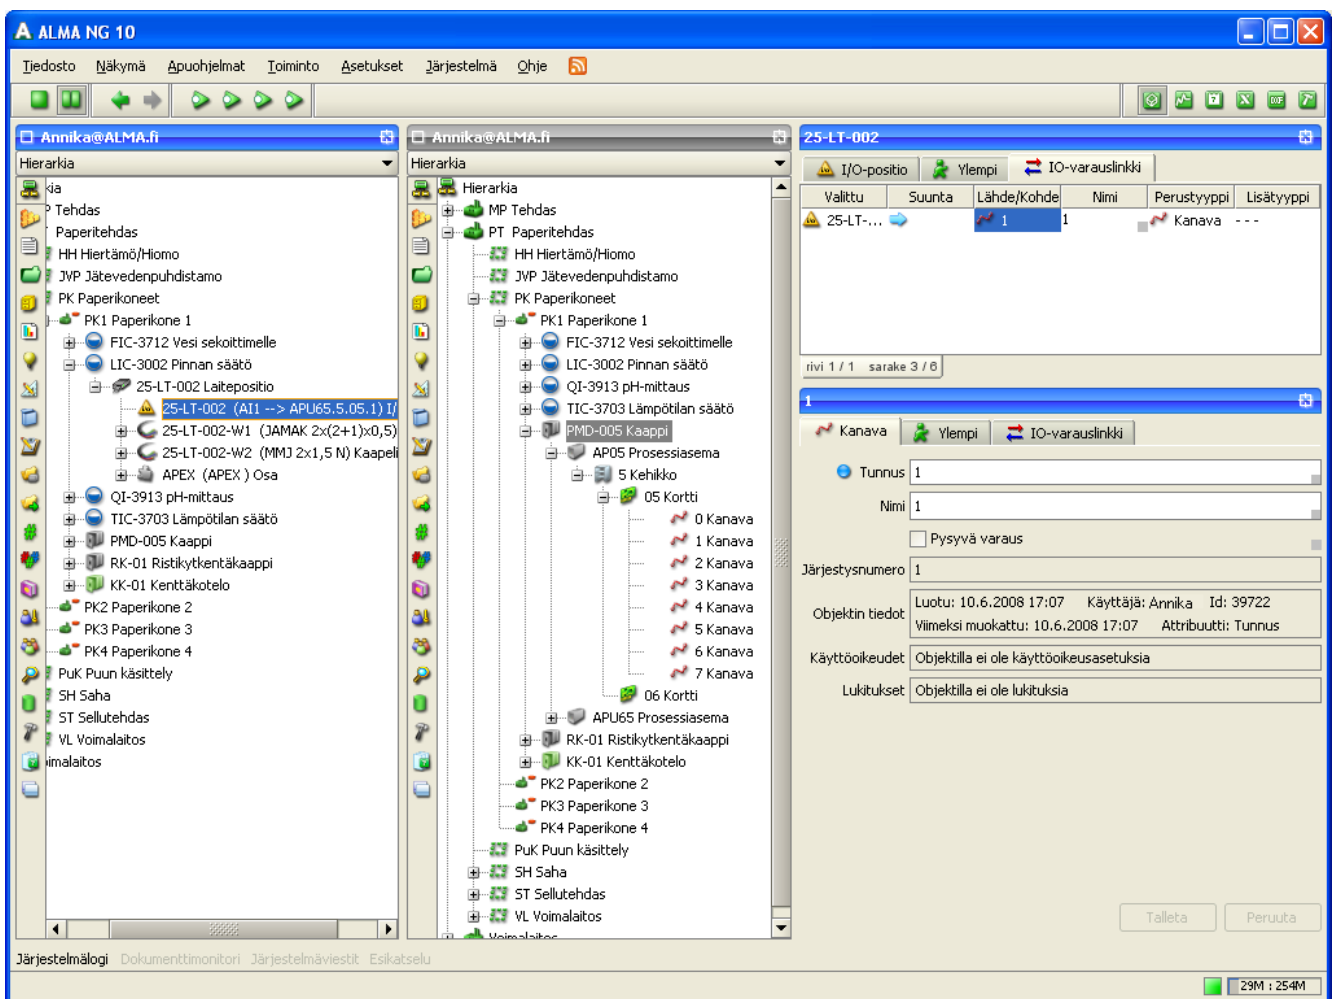 ALMA NG 10
Tiedosto Näkymä Apuohjelmat Toiminto Asetukset Järjestelmä Ohje
Annika@ALMA.fi
Hierarkia
kia
Tehdas
Paperitehdas
HH Hiertämö/Hiomo
JVP Jätevedenpuhdistamo
PK Paperikoneet
PK1 Paperikone 1
FIC-3712 Vesi sekoittimelle
LIC-3002 Pinnan säätö
25-LT-002 Laitepositio
25-LT-002 (AI1 --> APU65.5.05.1) I/
25-LT-002-W1 (JAMAK 2x(2+1)x0,5)
25-LT-002-W2 (MMJ 2x1,5 N) Kaapeli
APEX (APEX ) Osa
QI-3913 pH-mittaus
TIC-3703 Lämpötilan säätö
PMD-005 Kaappi
RK-01 Ristikytkentäkaappi
KK-01 Kenttäkotelo
PK2 Paperikone 2
PK3 Paperikone 3
PK4 Paperikone 4
PuK Puun käsittely
SH Saha
ST Sellutehdas
VL Voimalaitos
imalaitos
Annika@ALMA.fi
Hierarkia
Hierarkia
MP Tehdas
PT Paperitehdas
HH Hiertämö/Hiomo
JVP Jätevedenpuhdistamo
PK Paperikoneet
PK1 Paperikone 1
FIC-3712 Vesi sekoittimelle
LIC-3002 Pinnan säätö
QI-3913 pH-mittaus
TIC-3703 Lämpötilan säätö
PMD-005 Kaappi
AP05 Prosessiasema
5 Kehikko
05 Kortti
0 Kanava
1 Kanava
2 Kanava
3 Kanava
4 Kanava
5 Kanava
6 Kanava
7 Kanava
06 Kortti
APU65 Prosessiasema
RK-01 Ristikytkentäkaappi
KK-01 Kenttäkotelo
PK2 Paperikone 2
PK3 Paperikone 3
PK4 Paperikone 4
PuK Puun käsittely
SH Saha
ST Sellutehdas
VL Voimalaitos
Voimalaitos
25-LT-002
I/O-positio Ylempi IO-varauslinkki
Valittu Suunta Lähde/Kohde Nimi Perustyyppi Lisätyyppi
25-LT-... 1 1 Kanava ---
rivi 1 / 1 sarake 3 / 6
1
Kanava Ylempi IO-varauslinkki
Tunnus 1
Nimi 1
Pysyvä varaus
Järjestysnumero 1
Objektin tiedot Luotu: 10.6.2008 17:07 Käyttäjä: Annika Id: 39722
Viimeksi muokattu: 10.6.2008 17:07 Attribuutti: Tunnus
Käyttöoikeudet Objektilla ei ole käyttöoikeusasetuksia
Lukitukset Objektilla ei ole lukituksia
Talleta Peruuta
Järjestelmälogi Dokumenttimonitori Järjestelmäviestit Esikatselu
29M : 254M